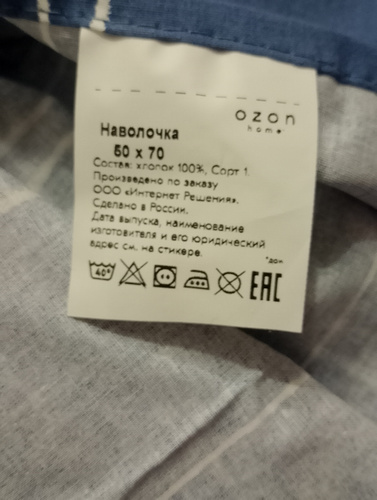 ozon
home*
Наволочка
50 x 70
Состав: хлопок 100%, Сорт 1.
Произведено по заказу
ООО «Интернет Решения».
Сделано в России.
Дата выпуска, наименование
изготовителя и его юридический
адрес см. на стикере.
*дом
40°
EAC